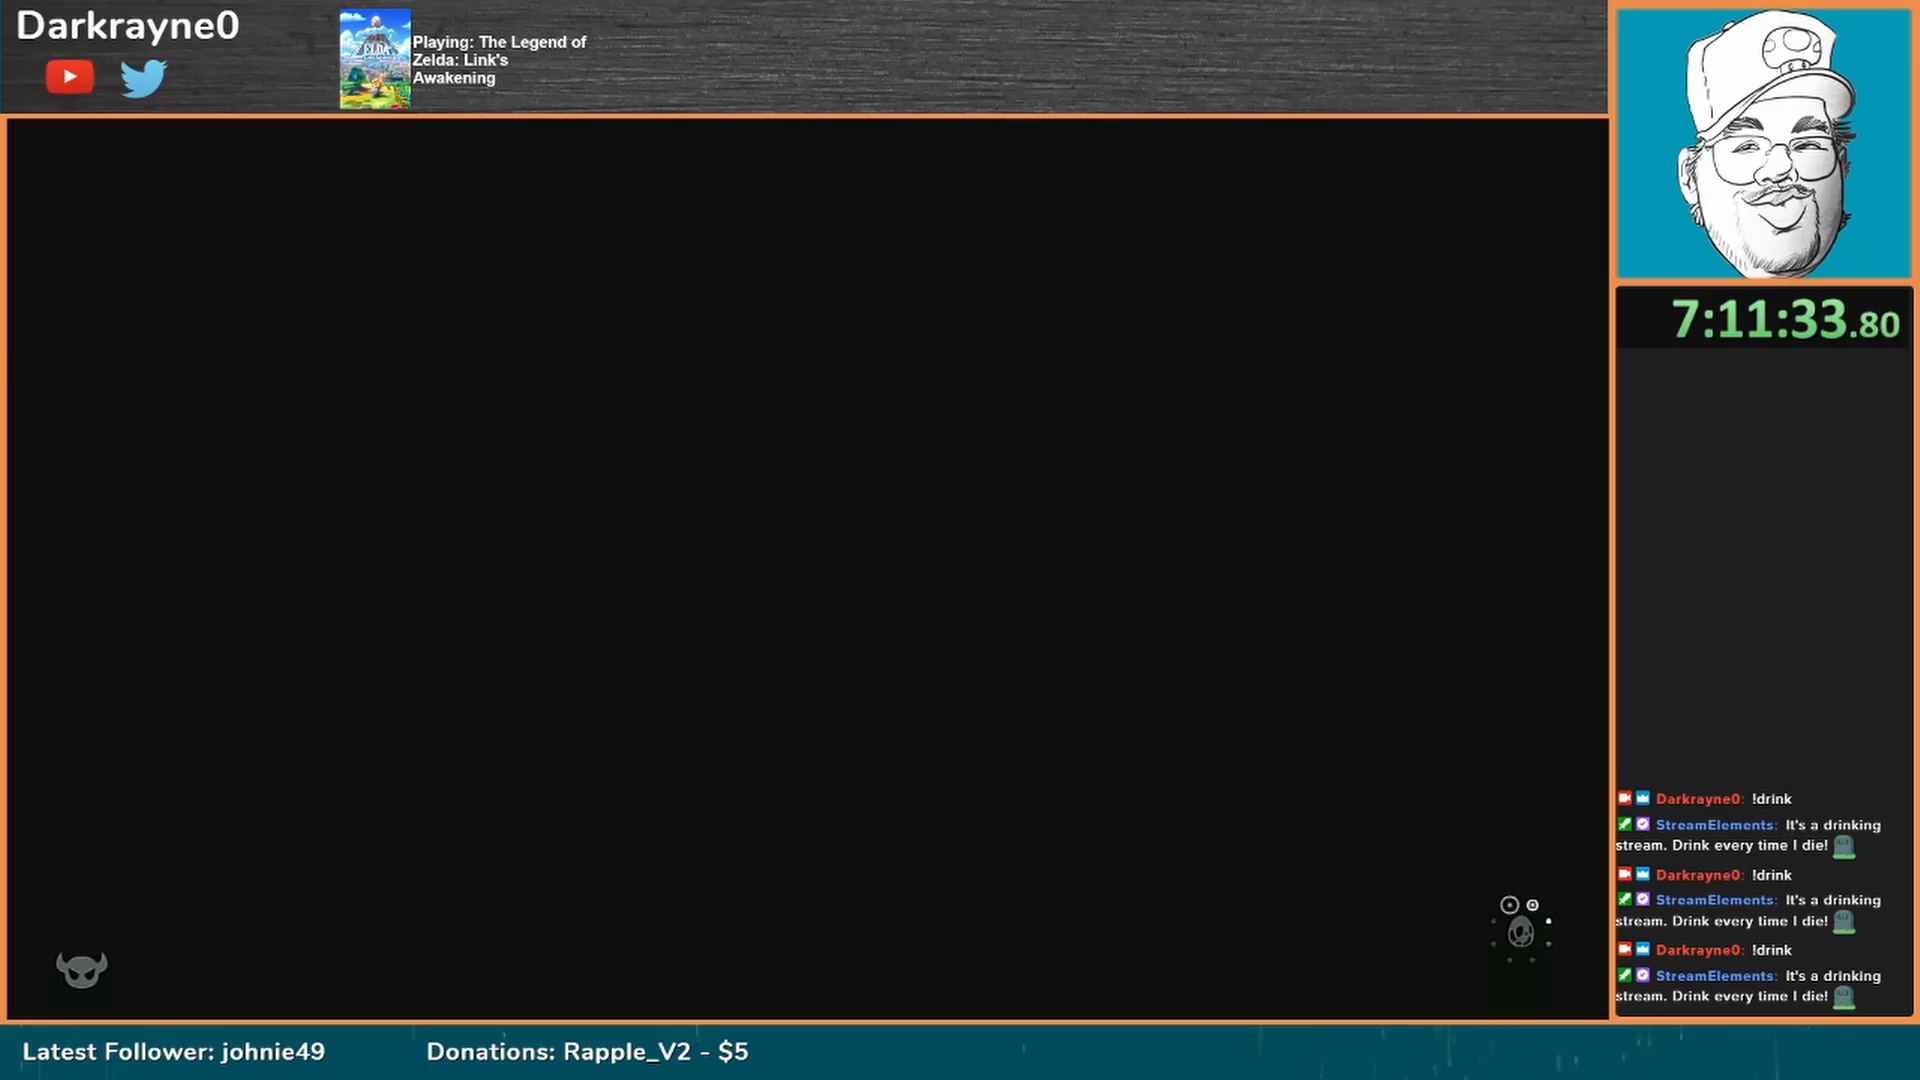 Darkrayne0
Playing: The Legend of
Zelda: Link's
Awakening
ZELDA
7:11:33.80
Darkrayne0: !drink
StreamElements: It's a drinking
stream. Drink every time I die!
Darkrayne0: !drink
StreamElements: It's a drinking
stream. Drink every time I die!
Darkrayne0: !drink
StreamElements: It's a drinking
stream. Drink every time I die!
Latest Follower: johnie49
Donations: Rapple_V2 - $5